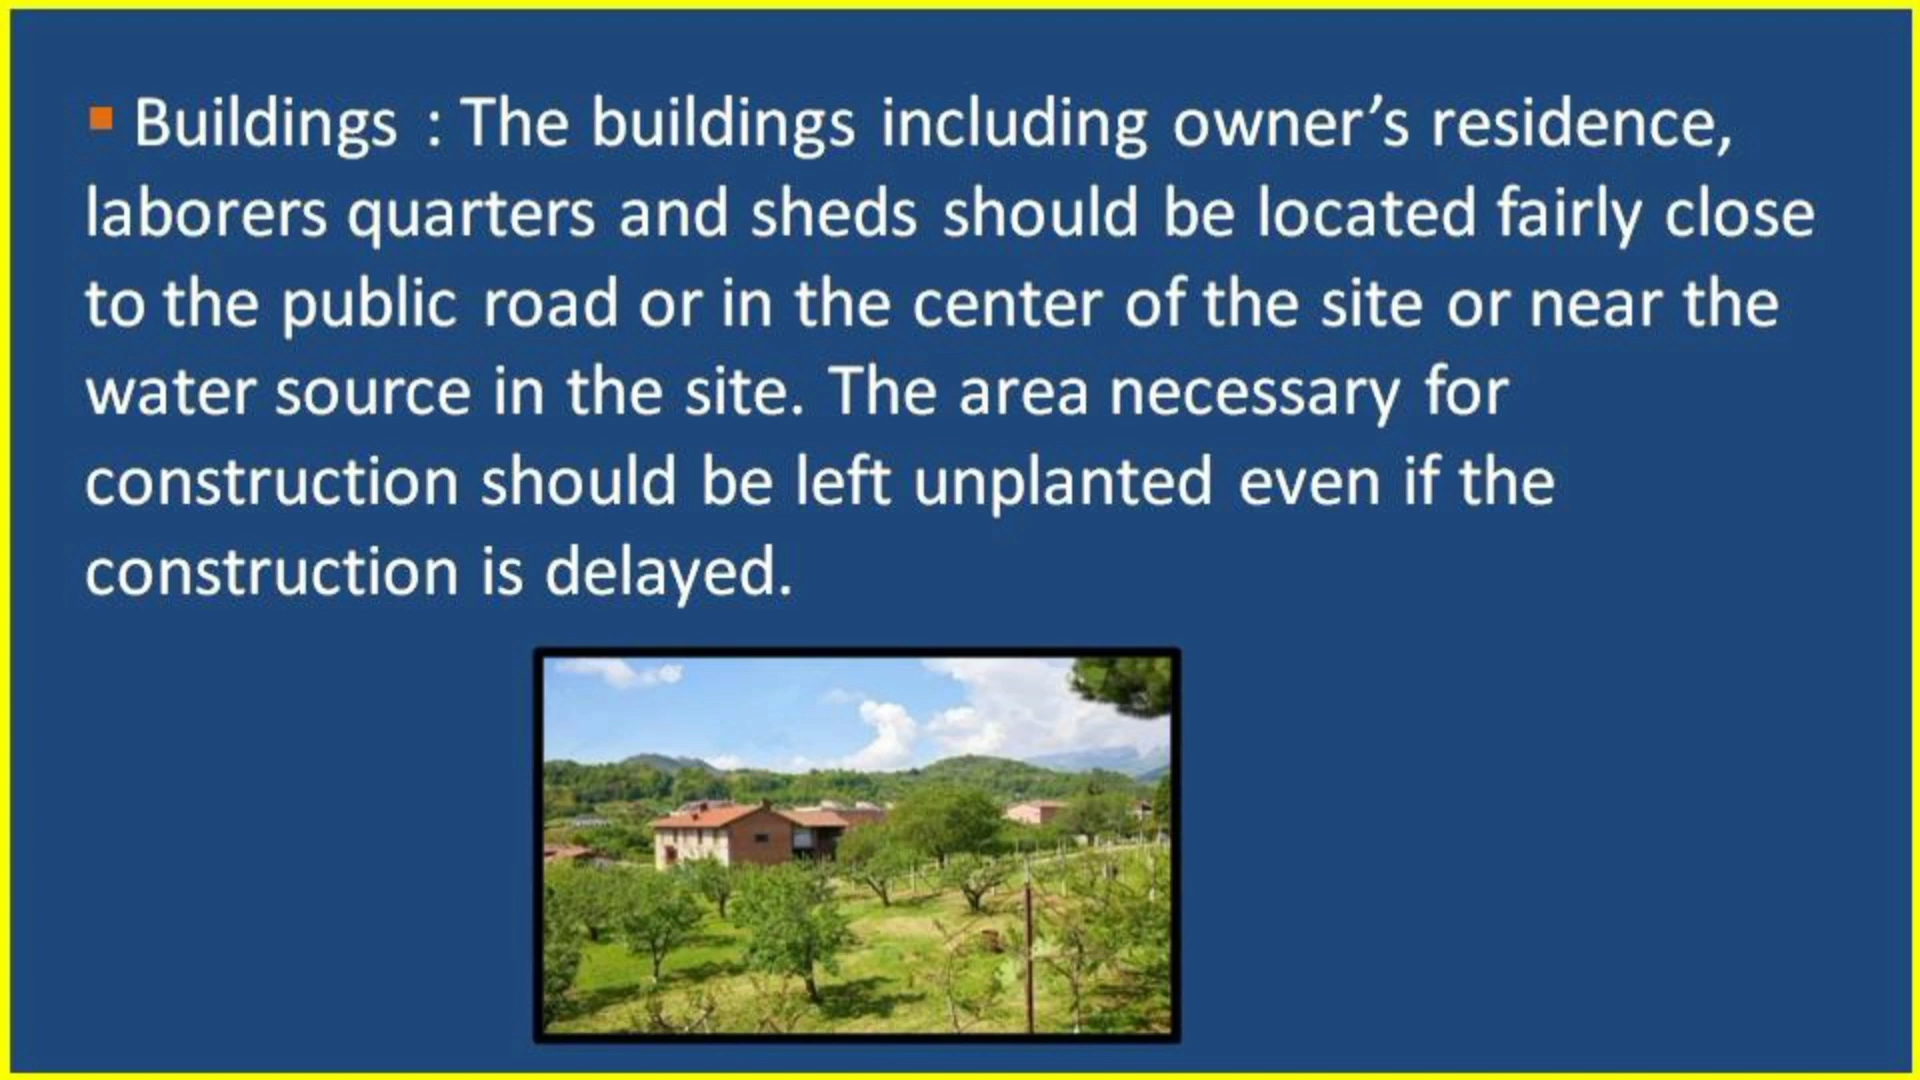 ▪ Buildings : The buildings including owner’s residence,
laborers quarters and sheds should be located fairly close
to the public road or in the center of the site or near the
water source in the site. The area necessary for
construction should be left unplanted even if the
construction is delayed.